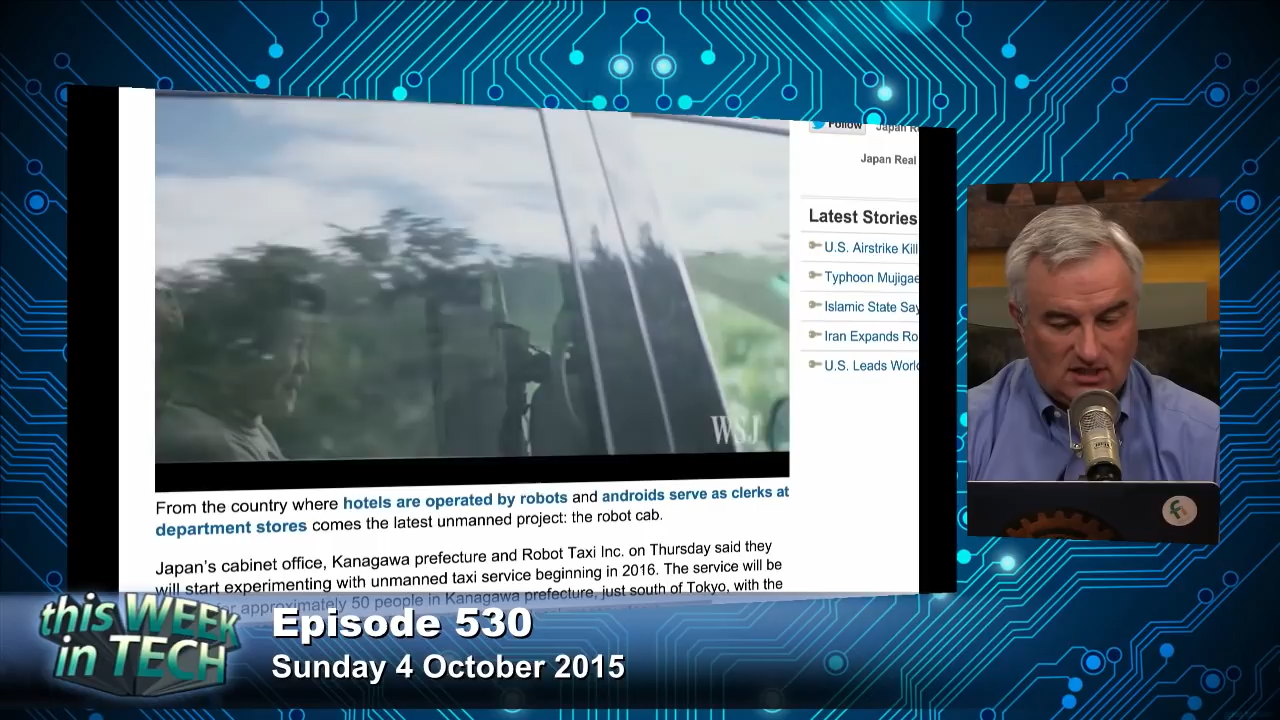 Follow
Japan Real
Latest Stories
U.S. Airstrike Kill
Typhoon Mujigae
Islamic State Say
Iran Expands Ro
U.S. Leads World
WSJ
From the country where hotels are operated by robots and androids serve as clerks at
department stores comes the latest unmanned project: the robot cab.
Japan's cabinet office, Kanagawa prefecture and Robot Taxi Inc. on Thursday said they
will start experimenting with unmanned taxi service beginning in 2016. The service will be
approximately 50 people in Kanagawa prefecture, just south of Tokyo, with the
this WEEK
in TECH
Episode 530
Sunday 4 October 2015